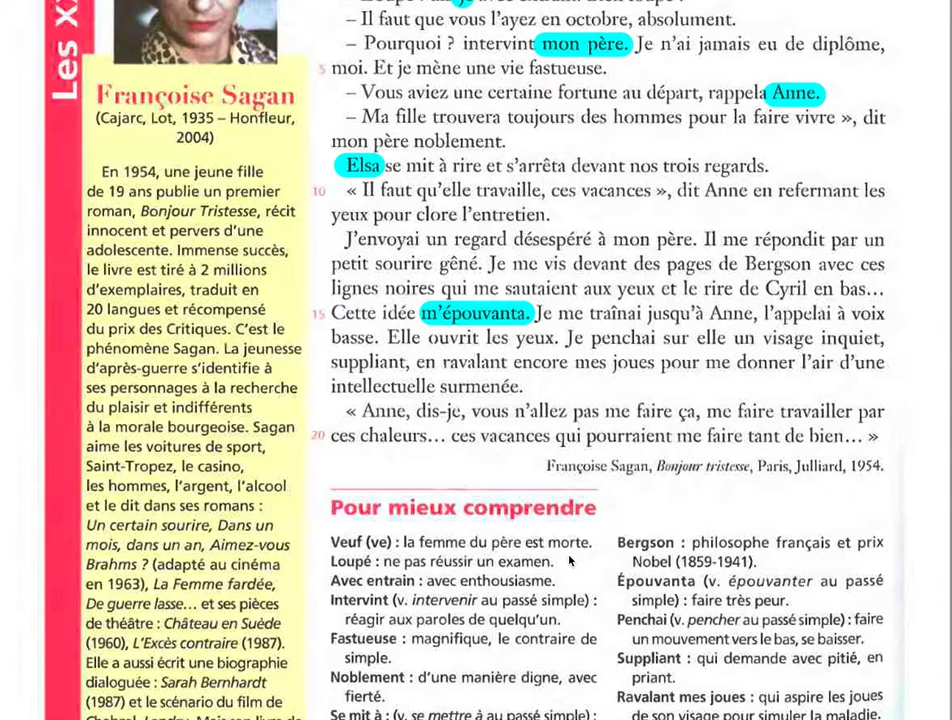 Les X
Françoise Sagan
(Cajarc, Lot, 1935 – Honfleur,
2004)
En 1954, une jeune fille
de 19 ans publie un premier
roman, Bonjour Tristesse, récit
innocent et pervers d'une
adolescente. Immense succès,
le livre est tiré à 2 millions
d'exemplaires, traduit en
20 langues et récompensé
du prix des Critiques. C'est le
phénomène Sagan. La jeunesse
d'après-guerre s'identifie à
ses personnages à la recherche
du plaisir et indifférents
à la morale bourgeoise. Sagan
aime les voitures de sport,
Saint-Tropez, le casino,
les hommes, l'argent, l'alcool
et le dit dans ses romans :
Un certain sourire, Dans un
mois, dans un an, Aimez-vous
Brahms ? (adapté au cinéma
en 1963), La Femme fardée,
De guerre lasse... et ses pièces
de théâtre : Château en Suède
(1960), L'Excès contraire (1987).
Elle a aussi écrit une biographie
dialoguée : Sarah Bernhardt
(1987) et le scénario du film de
– Il faut que vous l'ayez en octobre, absolument.
– Pourquoi ? intervint mon père. Je n'ai jamais eu de diplôme,
5 moi. Et je mène une vie fastueuse.
– Vous aviez une certaine fortune au départ, rappela Anne.
– Ma fille trouvera toujours des hommes pour la faire vivre », dit
mon père noblement.
Elsa se mit à rire et s'arrêta devant nos trois regards.
10 « Il faut qu'elle travaille, ces vacances », dit Anne en refermant les
yeux pour clore l'entretien.
J'envoyai un regard désespéré à mon père. Il me répondit par un
petit sourire gêné. Je me vis devant des pages de Bergson avec ces
lignes noires qui me sautaient aux yeux et le rire de Cyril en bas...
15 Cette idée m'épouvanta. Je me traînai jusqu'à Anne, l'appelai à voix
basse. Elle ouvrit les yeux. Je penchai sur elle un visage inquiet,
suppliant, en ravalant encore mes joues pour me donner l'air d'une
intellectuelle surmenée.
« Anne, dis-je, vous n'allez pas me faire ça, me faire travailler par
20 ces chaleurs... ces vacances qui pourraient me faire tant de bien... »
Françoise Sagan, Bonjour tristesse, Paris, Julliard, 1954.
Pour mieux comprendre
Veuf (ve) : la femme du père est morte.
Loupé : ne pas réussir un examen.
Avec entrain : avec enthousiasme.
Intervint (v. intervenir au passé simple) :
réagir aux paroles de quelqu'un.
Fastueuse : magnifique, le contraire de
simple.
Noblement : d'une manière digne, avec
fierté.
Se mit à : (v. se mettre à au passé simple) :
Bergson : philosophe français et prix
Nobel (1859-1941).
Épouvanta (v. épouvanter au passé
simple) : faire très peur.
Penchai (v. pencher au passé simple) : faire
un mouvement vers le bas, se baisser.
Suppliant : qui demande avec pitié, en
priant.
Ravalant mes joues : qui aspire les joues
de son visage pour simuler la maladie.